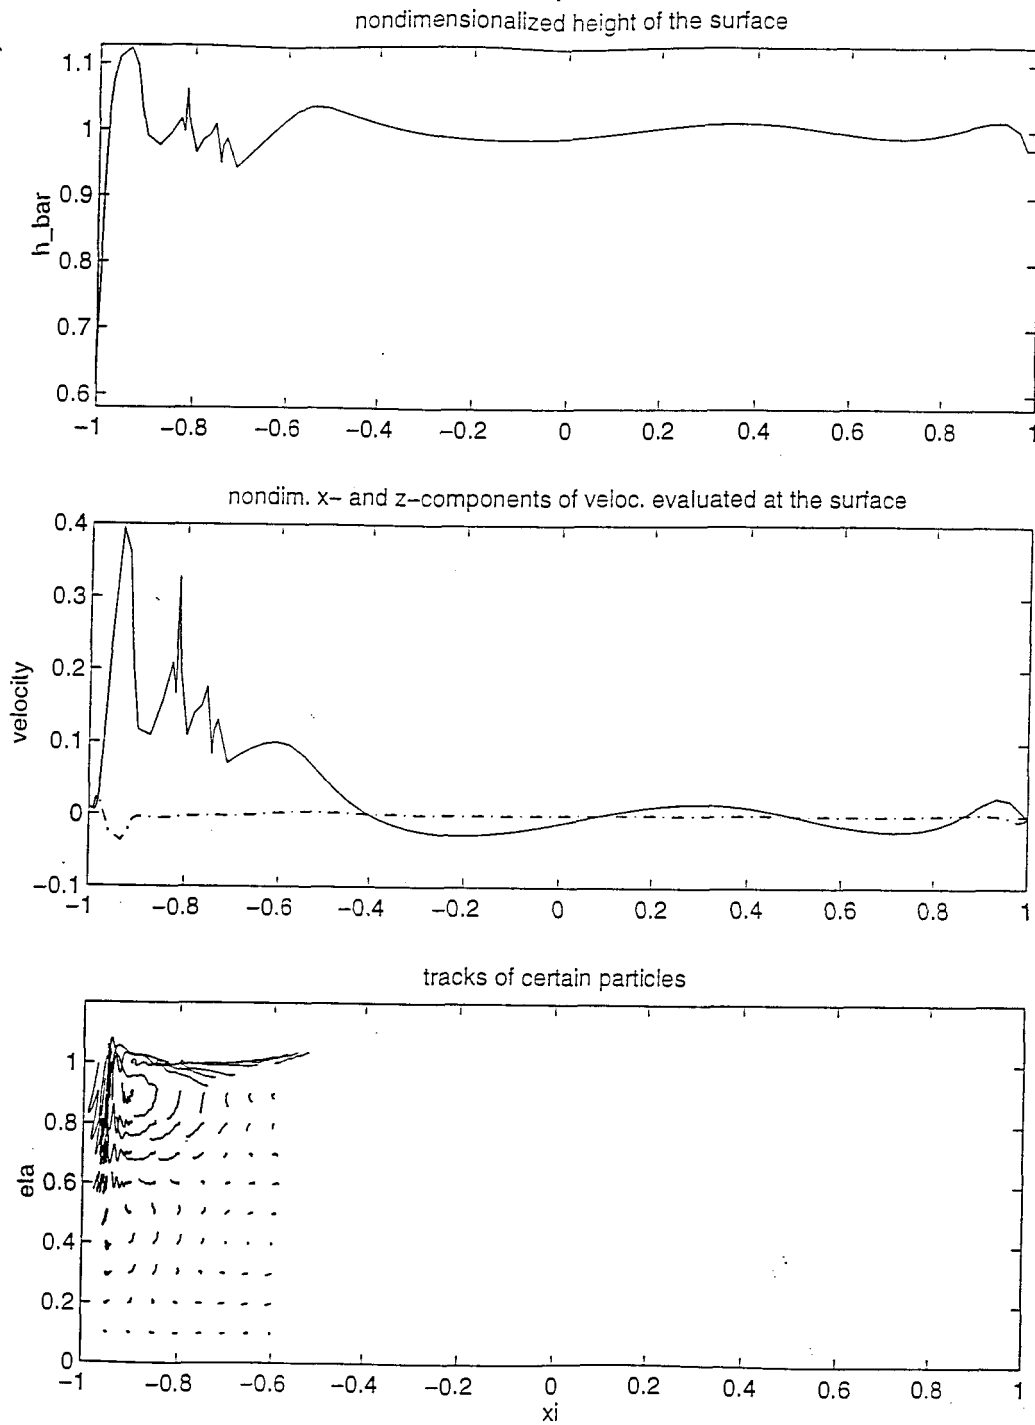 nondimensionalized height of the surface
1.1
1
0.9
0.8
0.7
0.6
h_bar
−1 −0.8 −0.6 −0.4 −0.2 0 0.2 0.4 0.6 0.8 1
nondim. x− and z−components of veloc. evaluated at the surface
0.4
0.3
0.2
0.1
0
−0.1
velocity
−1 −0.8 −0.6 −0.4 −0.2 0 0.2 0.4 0.6 0.8 1
tracks of certain particles
1
0.8
0.6
0.4
0.2
0
eta
−1 −0.8 −0.6 −0.4 −0.2 0 0.2 0.4 0.6 0.8 1
xi